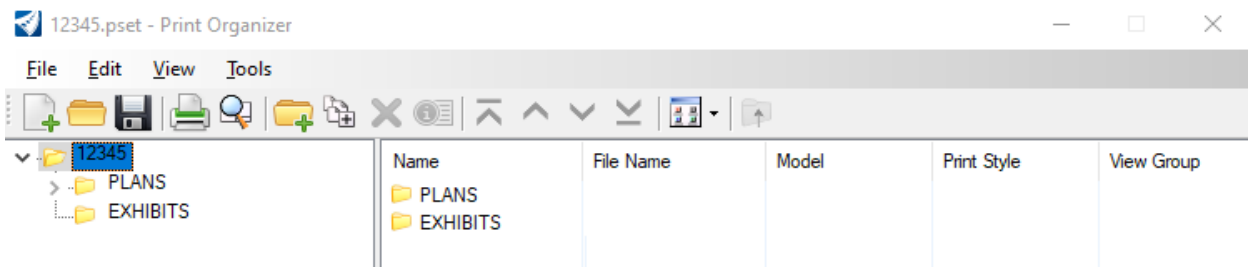 12345.pset - Print Organizer
File Edit View Tools
12345
PLANS
EXHIBITS
Name File Name Model Print Style View Group
PLANS
EXHIBITS